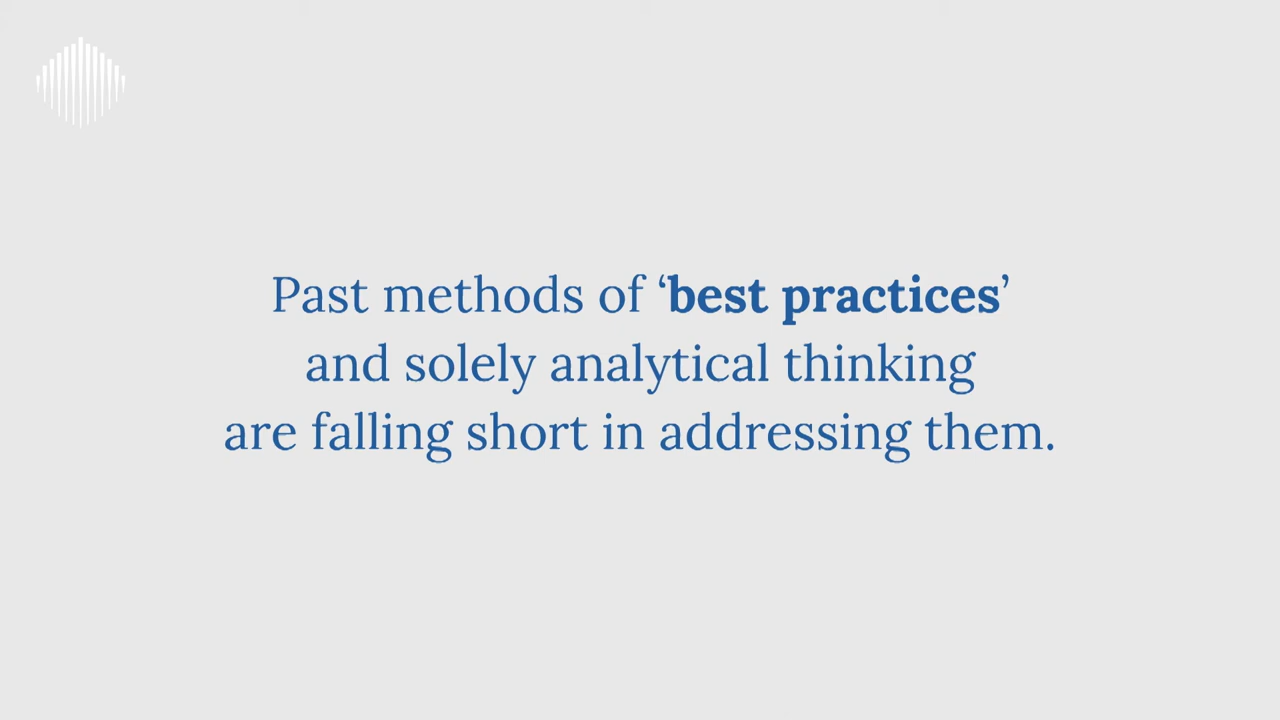 Past methods of ‘best practices’
and solely analytical thinking
are falling short in addressing them.